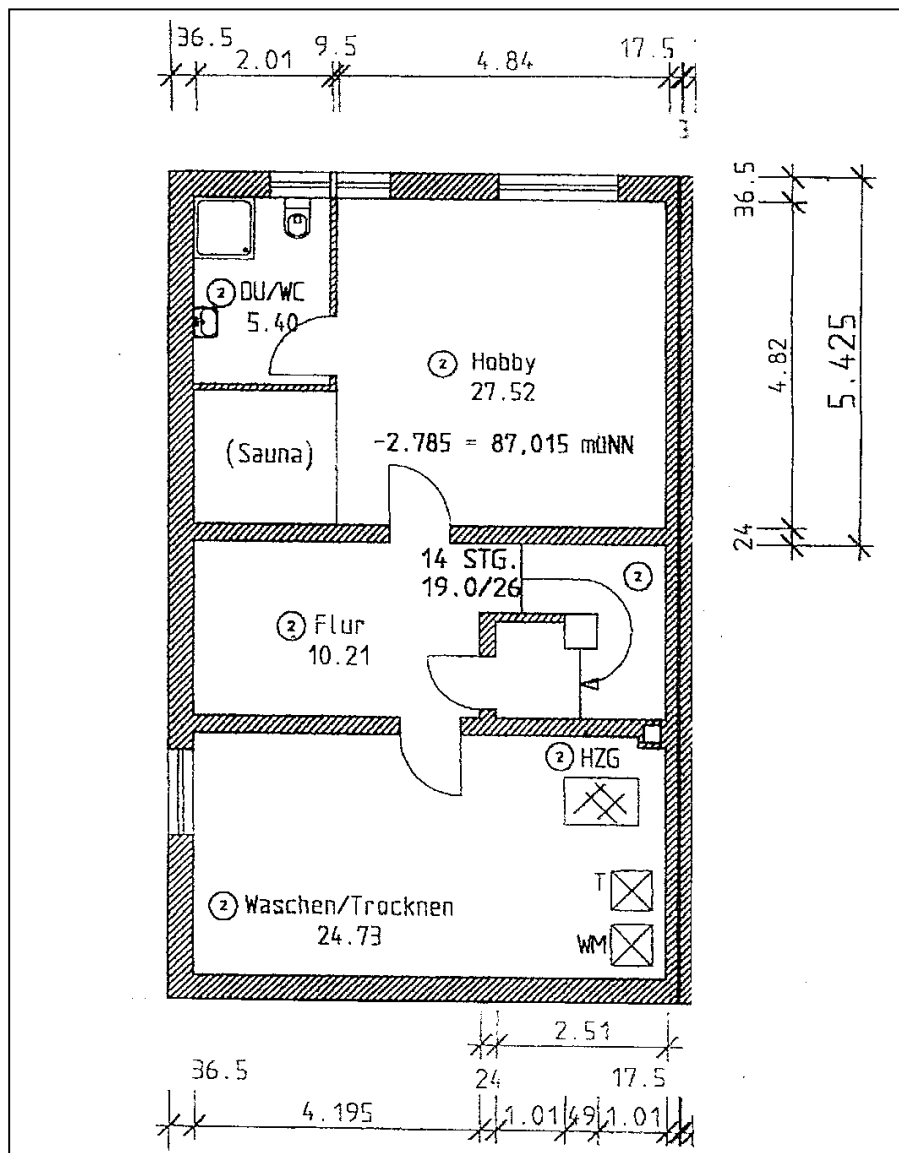 36.5 9.5 17.5
2.01 4.84
3
36.5
② DU/WC
5.40
② Hobby
27.52
4.82
5.425
(Sauna)
-2.785 = 87,015 müNN
24
14 STG.
19.0/26
②
② Flur
10.21
② HZG
T
② Waschen/Trocknen
24.73
WM
2.51
36.5 24 17.5
4.195 1.01 49 1.01